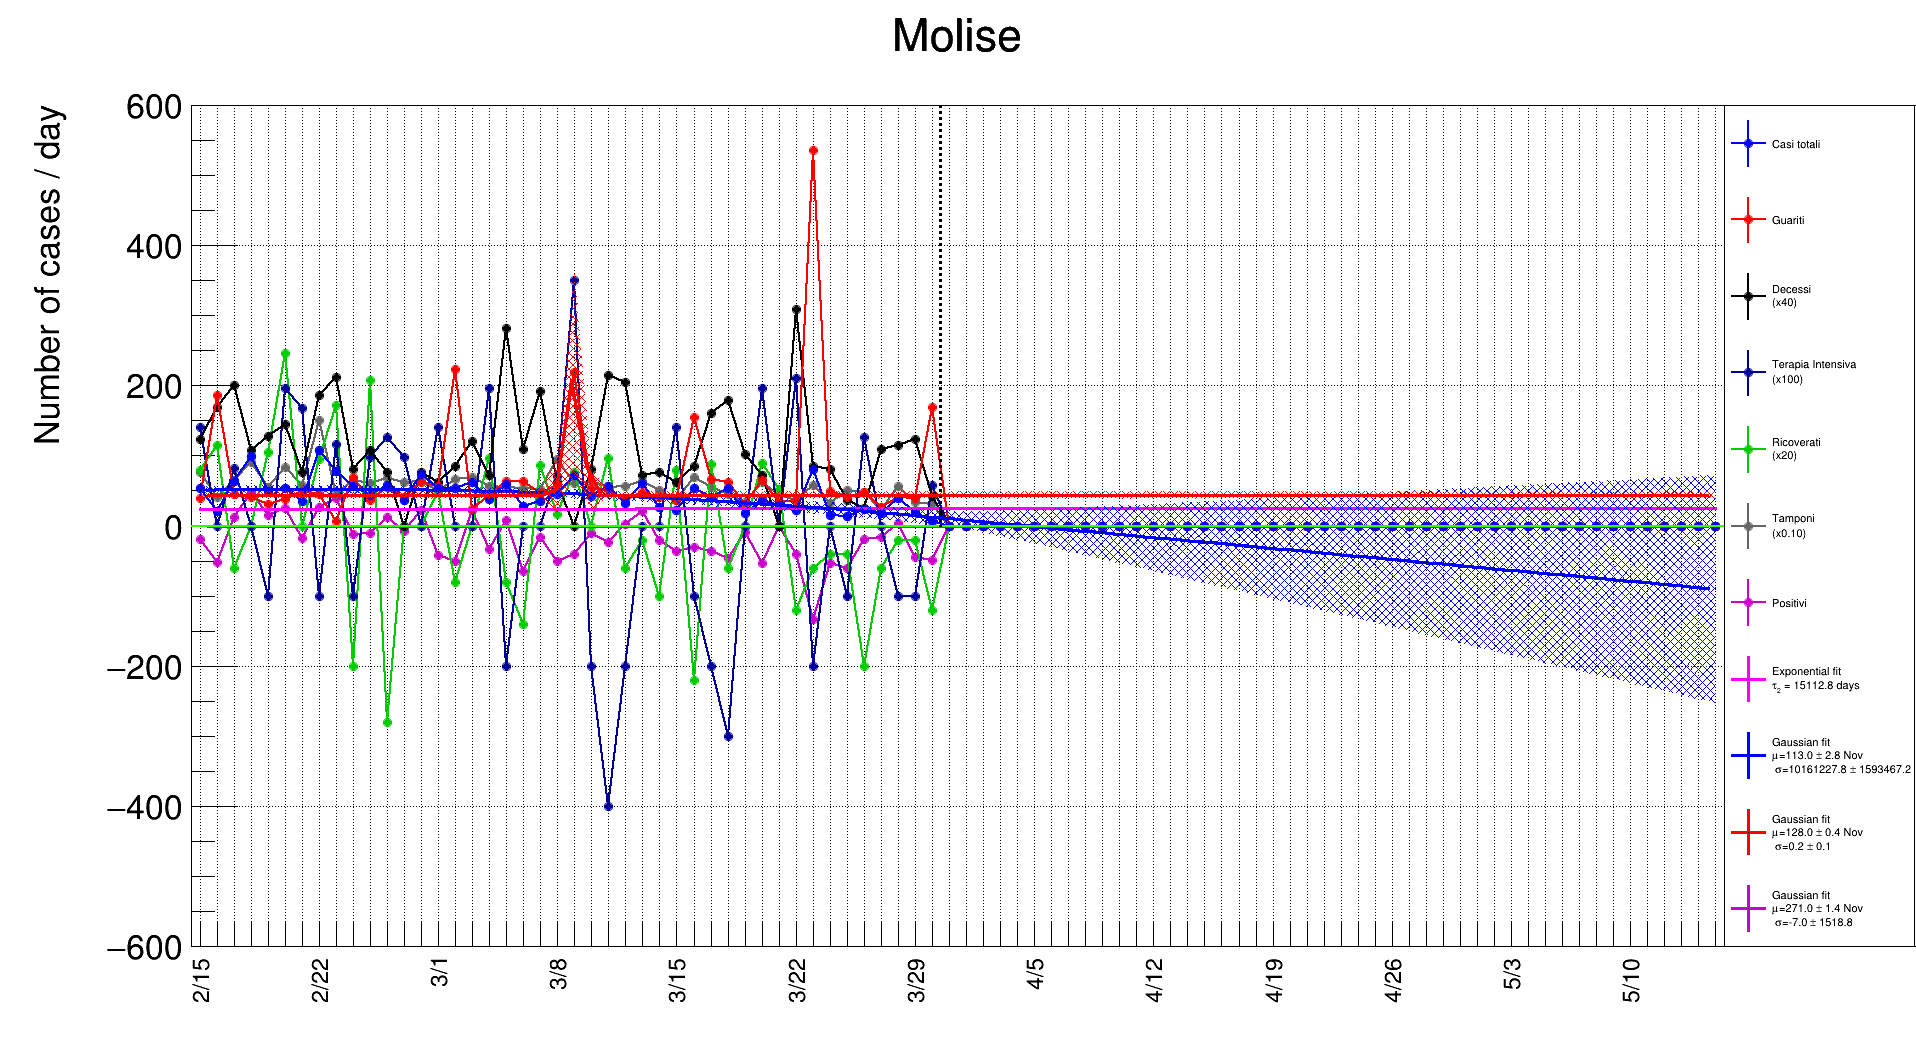 Molise
Number of cases / day
600
400
200
0
−200
−400
−600
2/15
2/22
3/1
3/8
3/15
3/22
3/29
4/5
4/12
4/19
4/26
5/3
5/10
Casi totali
Guariti
Decessi
(x40)
Terapia Intensiva
(x100)
Ricoverati
(x20)
Tamponi
(x0.10)
Positivi
Exponential fit
τ₂ = 15112.8 days
Gaussian fit
μ=113.0 ± 2.8 Nov
σ=10161227.8 ± 1593467.2
Gaussian fit
μ=128.0 ± 0.4 Nov
σ=0.2 ± 0.1
Gaussian fit
μ=271.0 ± 1.4 Nov
σ=-7.0 ± 1518.8